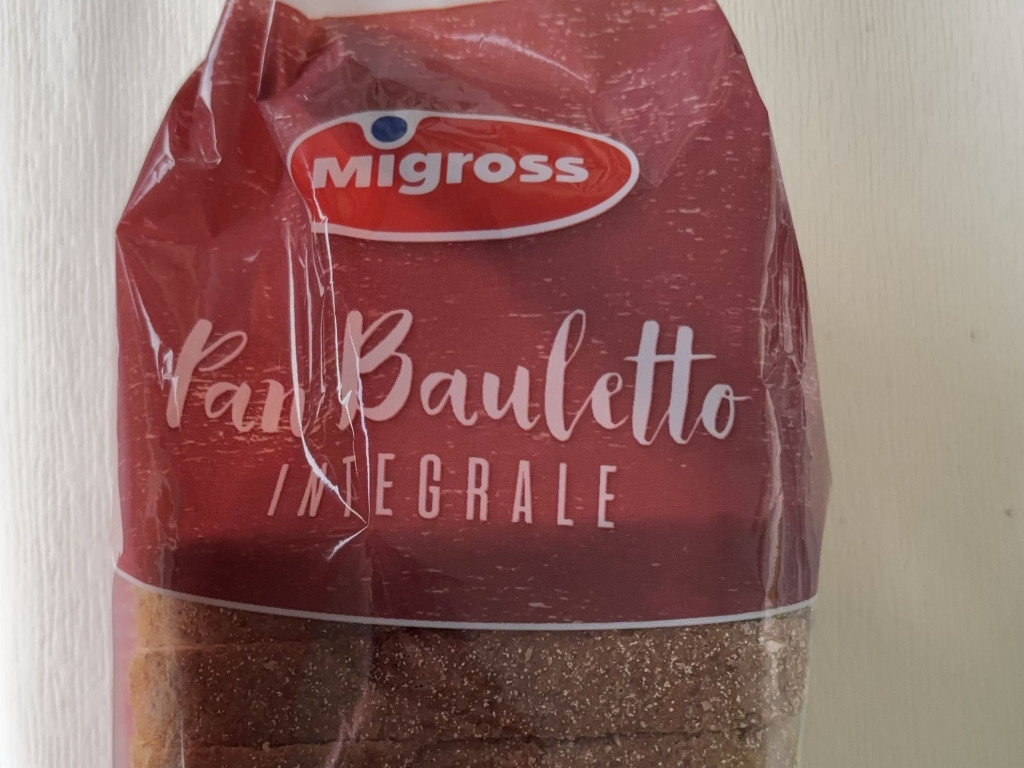 Migross
Pan Bauletto
INTEGRALE